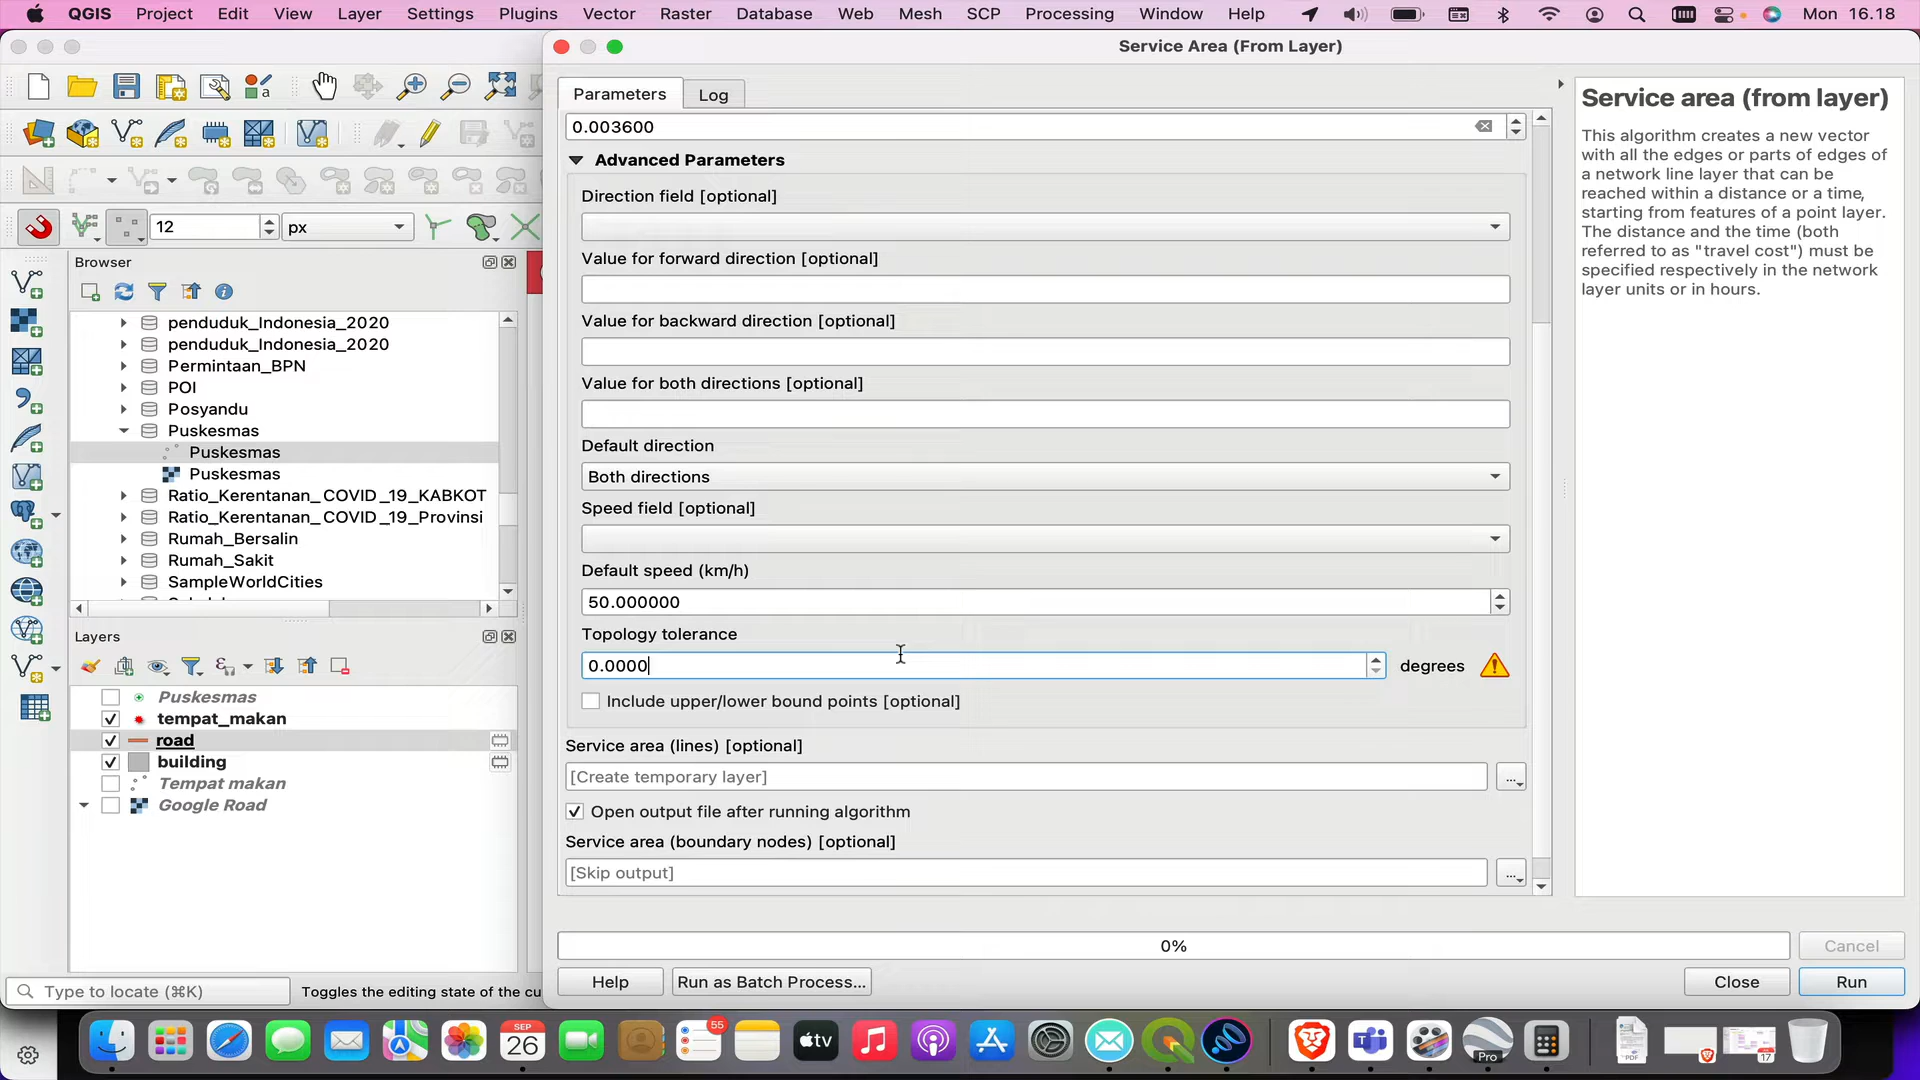 QGIS Project Edit View Layer Settings Plugins Vector Raster Database Web Mesh SCP Processing Window Help Mon 16.18
Service Area (From Layer)
Parameters Log
0.003600
Advanced Parameters
Direction field [optional]
Value for forward direction [optional]
Value for backward direction [optional]
Value for both directions [optional]
Default direction
Both directions
Speed field [optional]
Default speed (km/h)
50.000000
Topology tolerance
0.0000 degrees
Include upper/lower bound points [optional]
Service area (lines) [optional]
[Create temporary layer] ...
Open output file after running algorithm
Service area (boundary nodes) [optional]
[Skip output] ...
0% Cancel
Help Run as Batch Process... Close Run
Service area (from layer)
This algorithm creates a new vector
with all the edges or parts of edges of
a network line layer that can be
reached within a distance or a time,
starting from features of a point layer.
The distance and the time (both
referred to as "travel cost") must be
specified respectively in the network
layer units or in hours.
12 px
Browser
penduduk_Indonesia_2020
penduduk_Indonesia_2020
Permintaan_BPN
POI
Posyandu
Puskesmas
Puskesmas
Puskesmas
Ratio_Kerentanan_COVID_19_KABKOT
Ratio_Kerentanan_COVID_19_Provinsi
Rumah_Bersalin
Rumah_Sakit
SampleWorldCities
Layers
Puskesmas
tempat_makan
road
building
Tempat makan
Google Road
Type to locate (⌘K) Toggles the editing state of the cu
SEP
26
55
tv
Pro
PDF
17